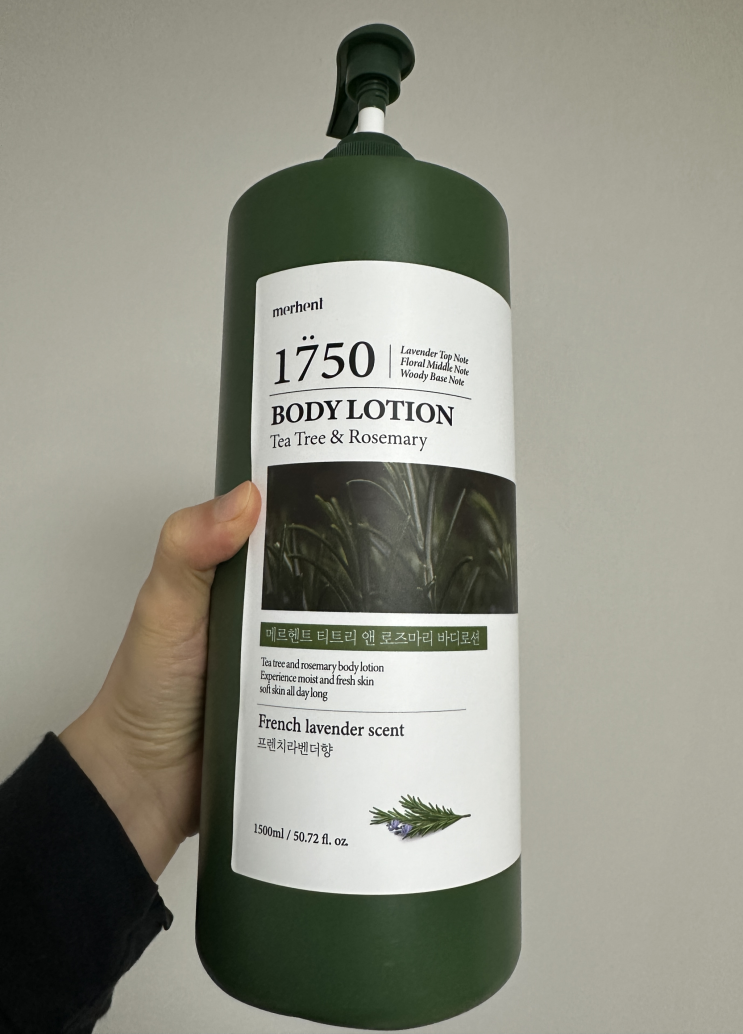 merhent
17̈50
Lavender Top Note
Floral Middle Note
Woody Base Note
BODY LOTION
Tea Tree & Rosemary
메르헨트 티트리 앤 로즈마리 바디로션
Tea tree and rosemary body lotion
Experience moist and fresh skin
soft skin all day long
French lavender scent
프렌치라벤더향
1500ml / 50.72 fl. oz.